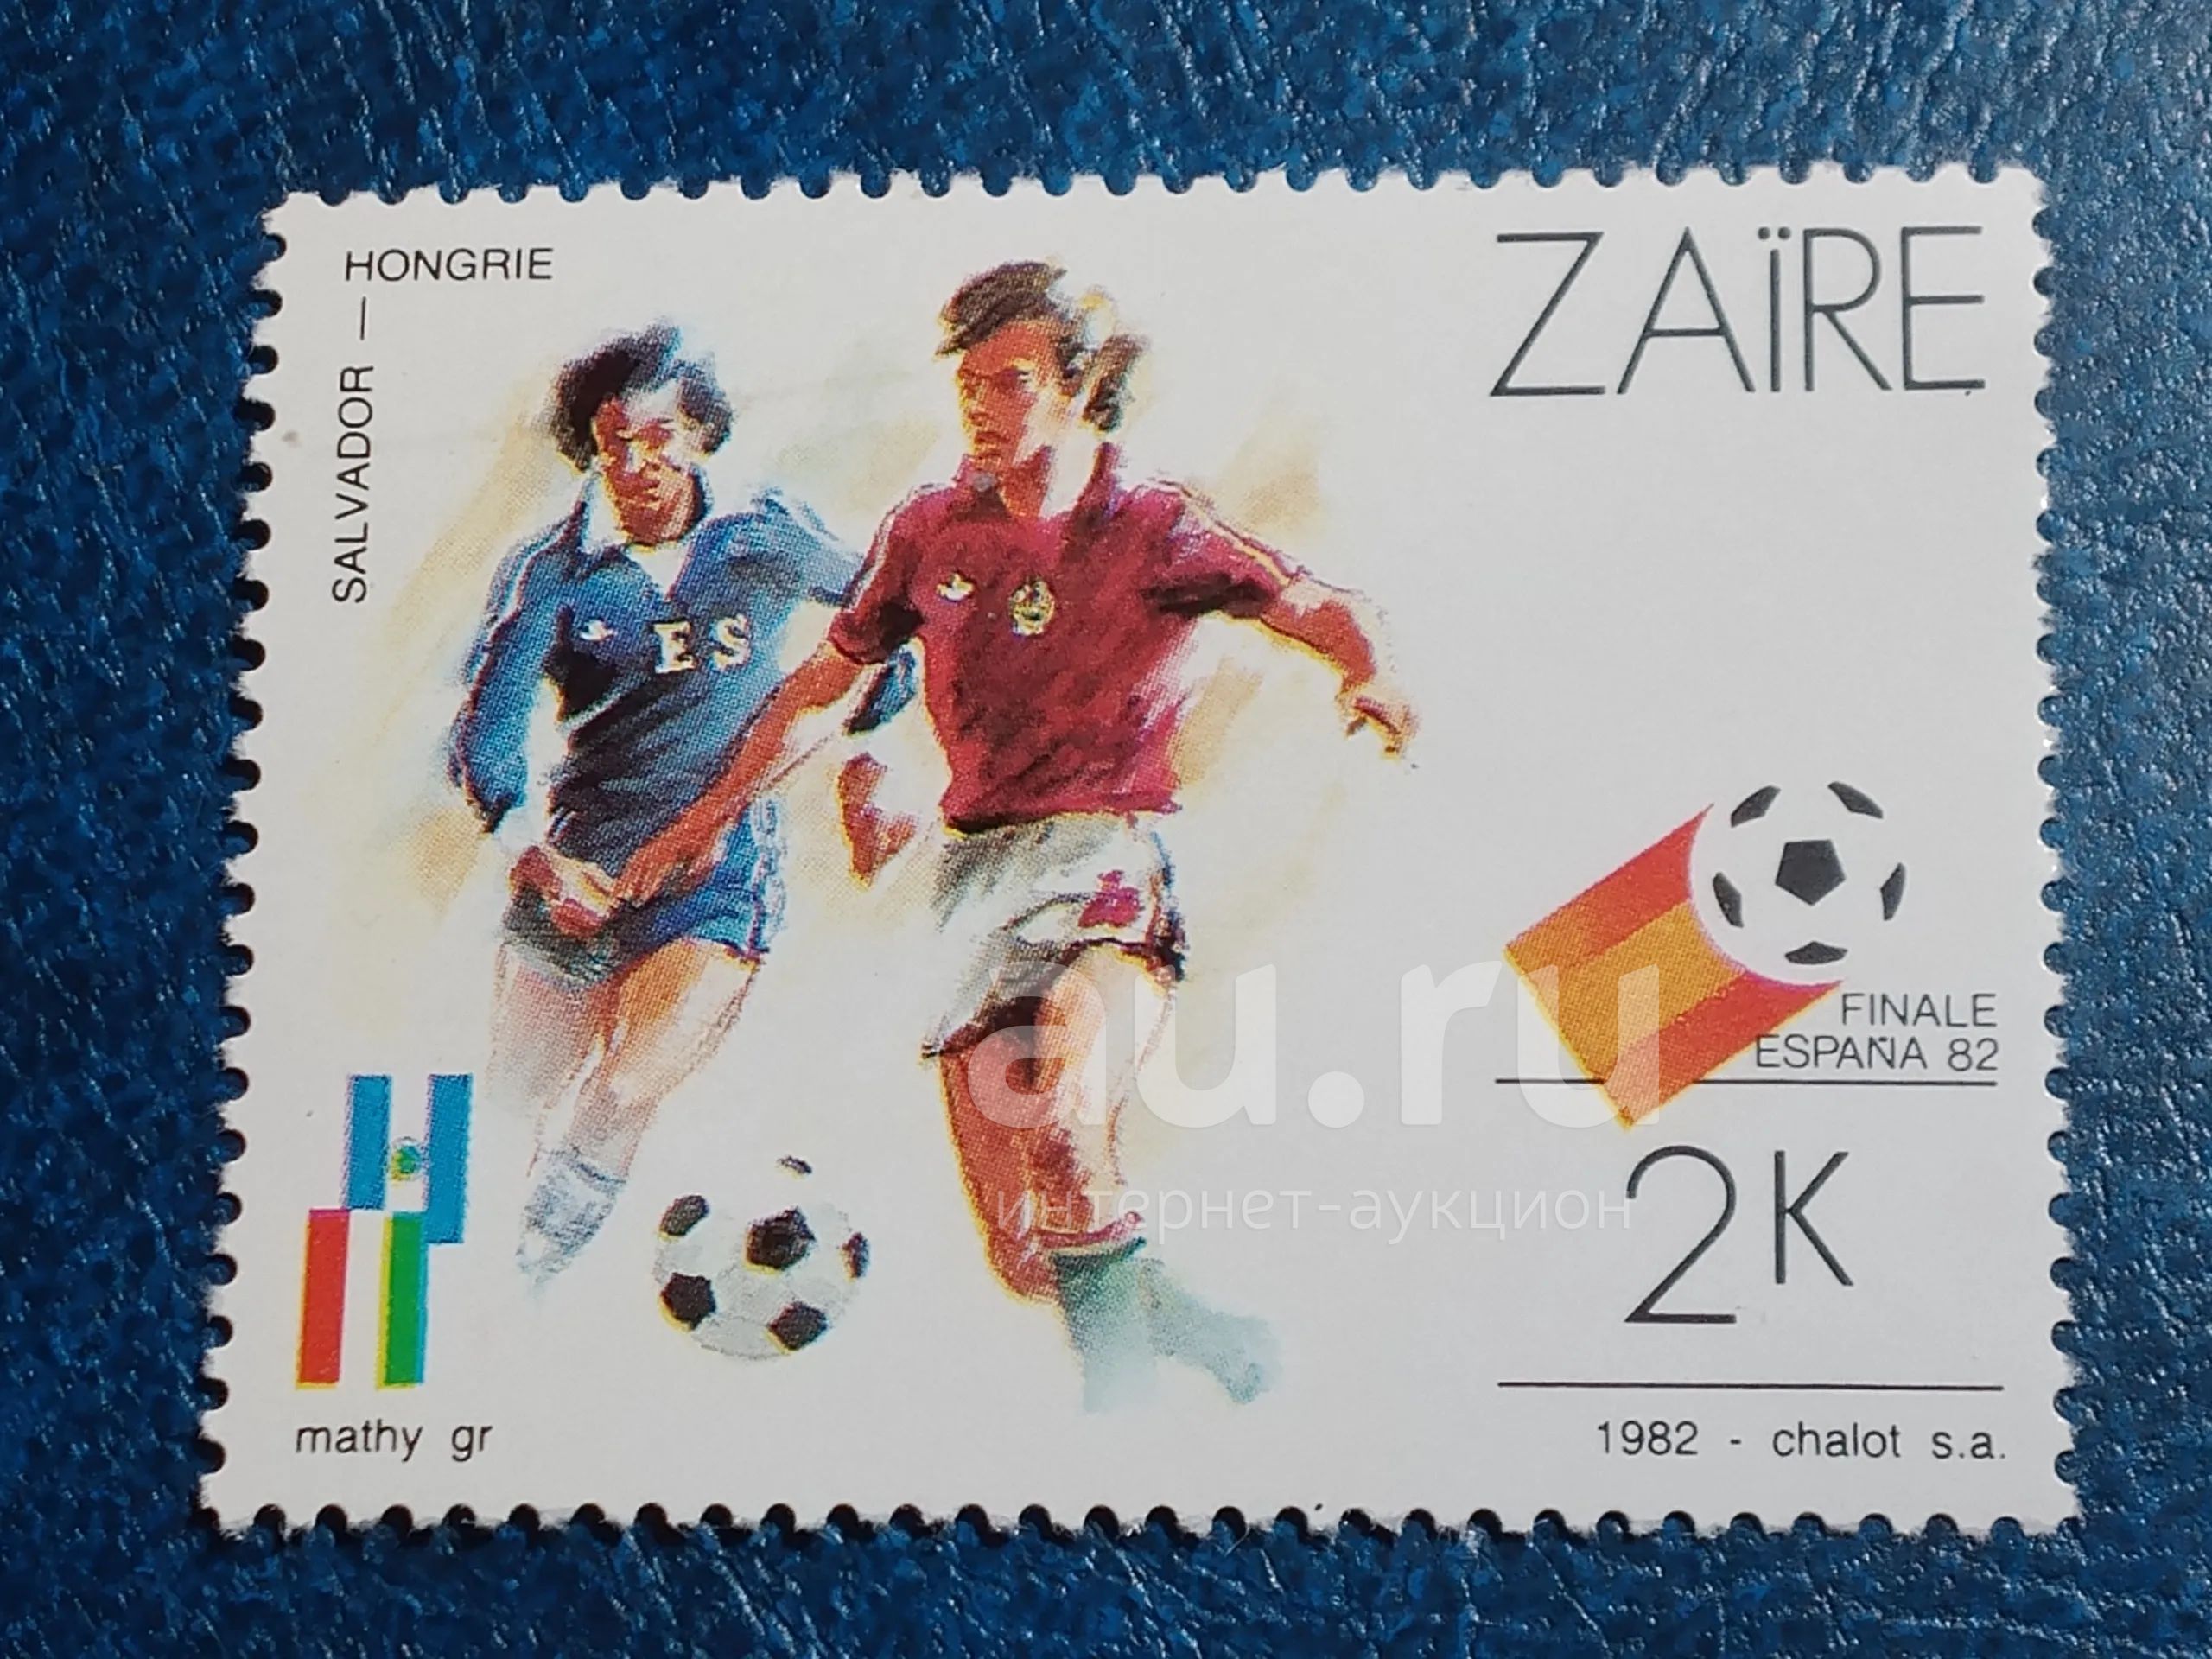 HONGRIE
SALVADOR —
ZAÏRE
ES
FINALE
ESPAÑA 82
2K
mathy gr
1982 - chalot s.a.
au.ru
интернет-аукцион